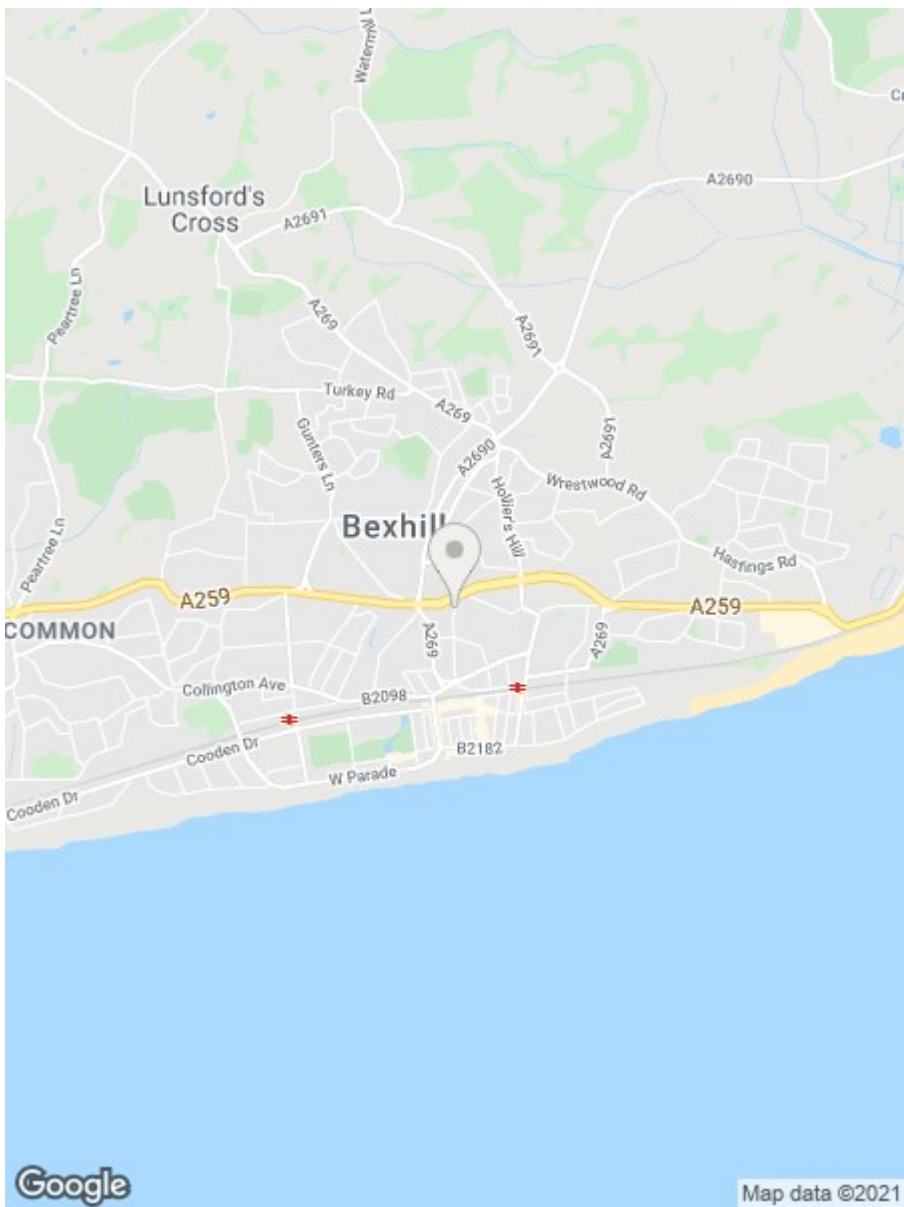 Waterm
Lunsford's
Cross
A2691
A2690
Peartree Ln
A269
A2691
Turkey Rd
A269
A2691
Gunters Ln
A2690
Wrestwood Rd
Hollier's Hill
Bexhill
Peartree Ln
Hastings Rd
A259
A259
COMMON
A269
A269
Collington Ave
B2098
Cooden Dr
B2182
W Parade
Cooden Dr
Google
Map data ©2021